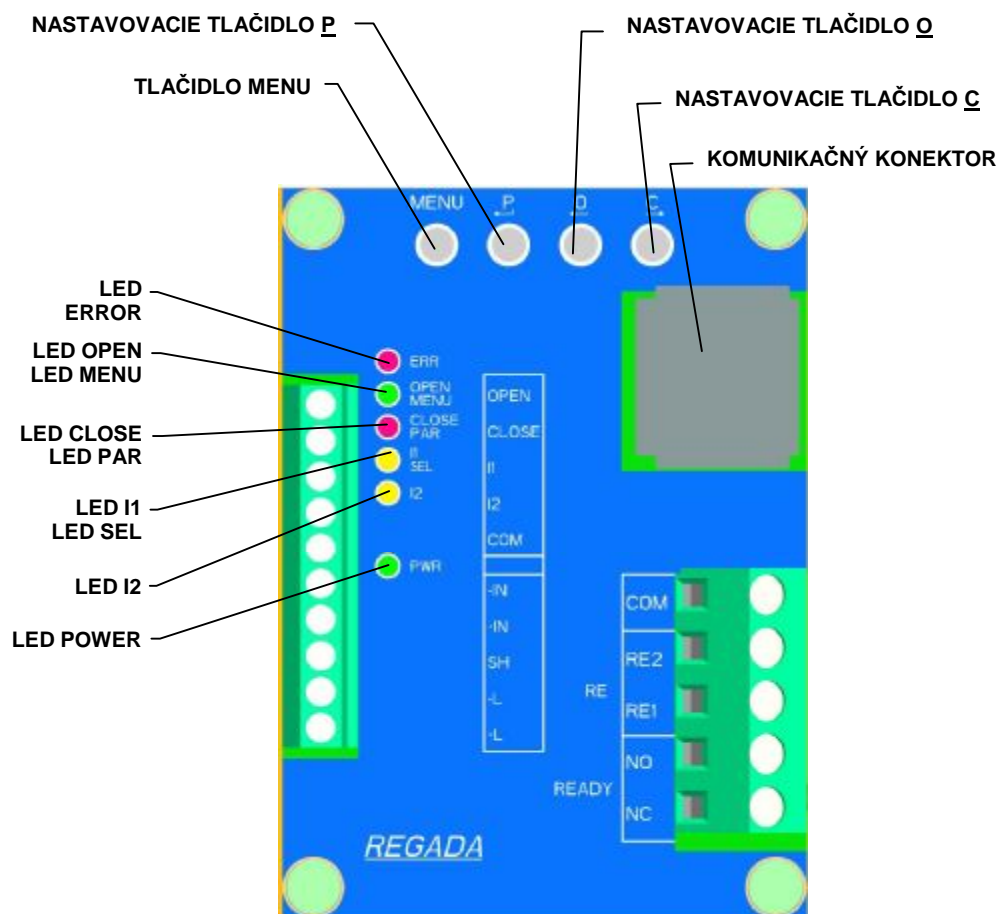 NASTAVOVACIE TLAČIDLO P
NASTAVOVACIE TLAČIDLO O
TLAČIDLO MENU
NASTAVOVACIE TLAČIDLO C
KOMUNIKAČNÝ KONEKTOR
MENU
P
O
C
LED
ERROR
LED OPEN
LED MENU
LED CLOSE
LED PAR
LED I1
LED SEL
LED I2
LED POWER
ERR
OPEN
MENU
CLOSE
PAR
I1
SEL
I2
PWR
OPEN
CLOSE
I1
I2
COM
-IN
-IN
SH
-L
-L
COM
RE2
RE
RE1
NO
READY
NC
REGADA